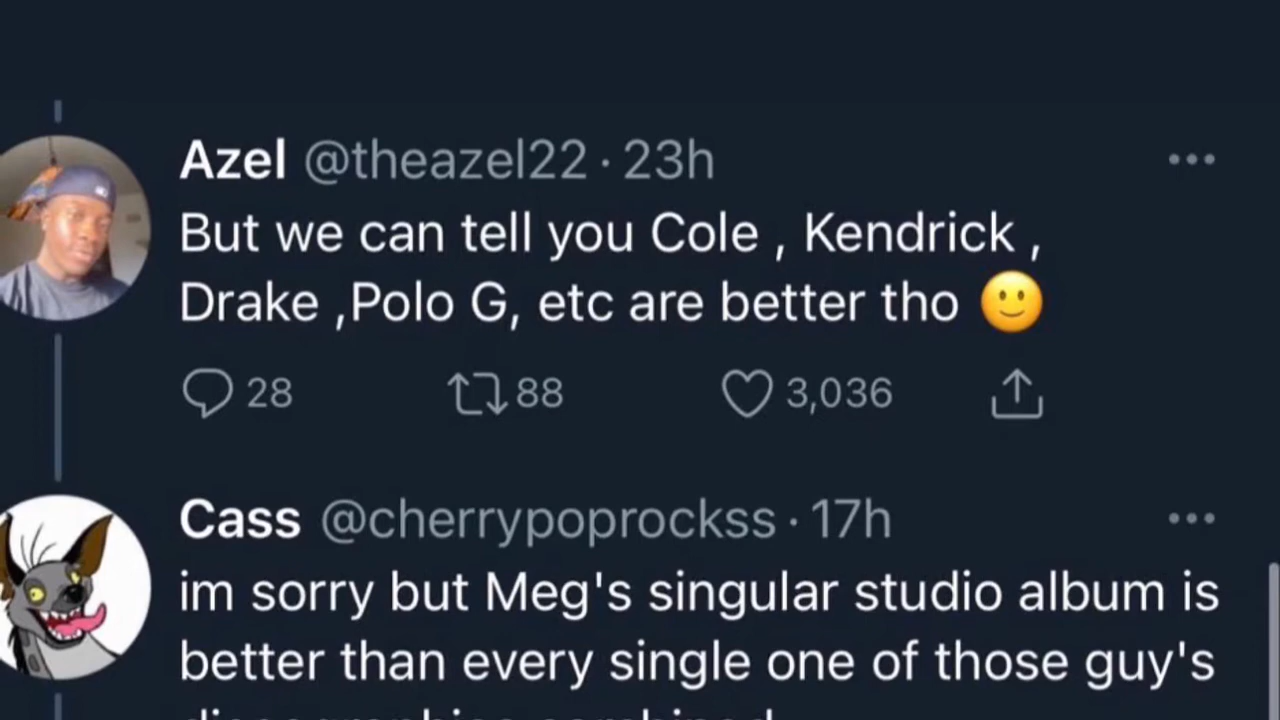 Azel @theazel22 · 23h
But we can tell you Cole , Kendrick ,
Drake ,Polo G, etc are better tho 🙂
28 88 3,036
Cass @cherrypoprockss · 17h
im sorry but Meg's singular studio album is
better than every single one of those guy's